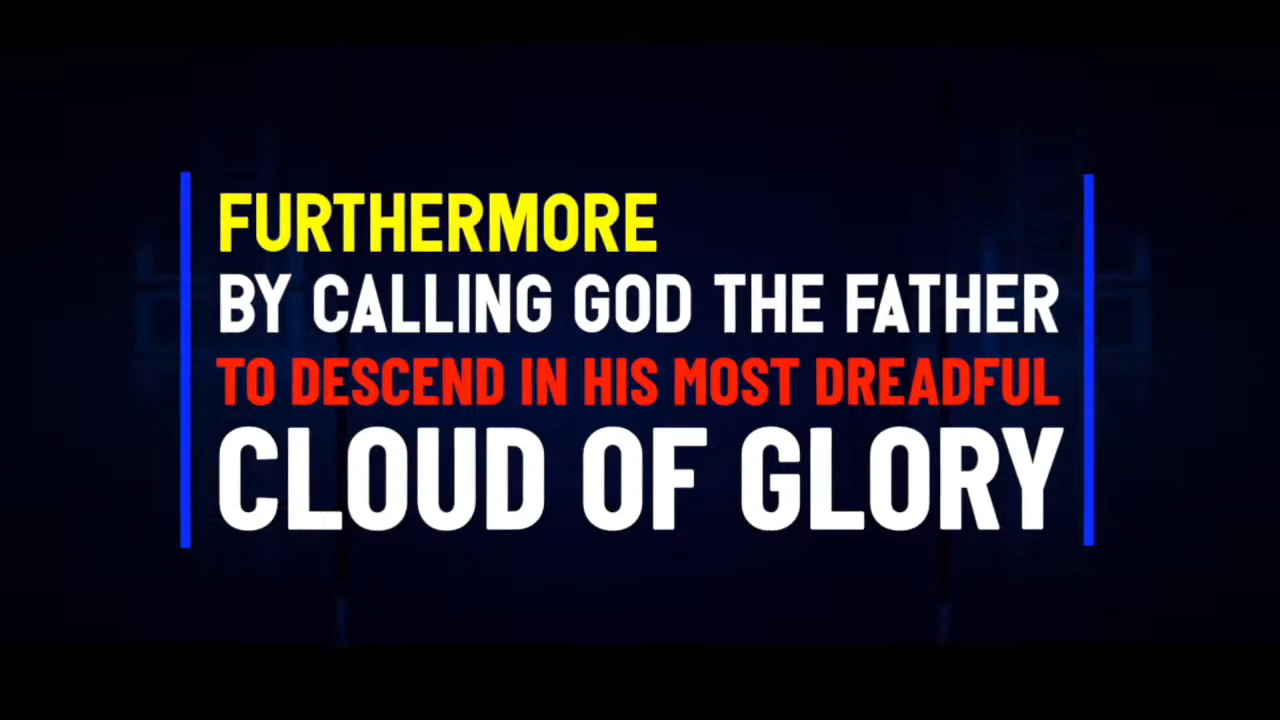 FURTHERMORE
BY CALLING GOD THE FATHER
TO DESCEND IN HIS MOST DREADFUL
CLOUD OF GLORY